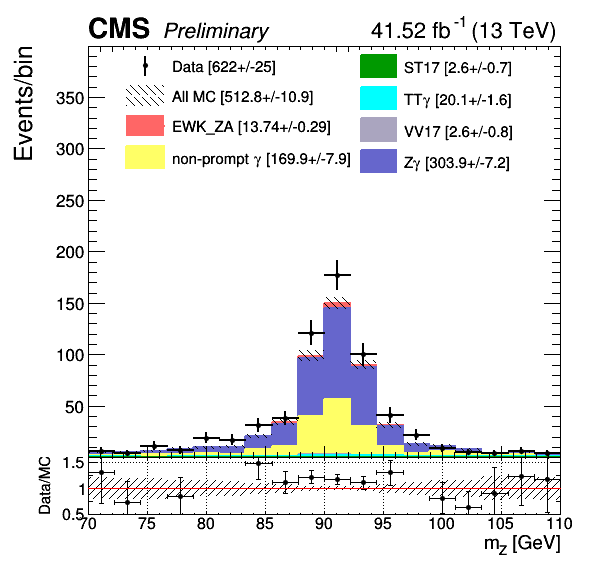 CMS Preliminary 41.52 fb⁻¹ (13 TeV)
Events/bin
Data [622+/-25]
All MC [512.8+/-10.9]
EWK_ZA [13.74+/-0.29]
non-prompt γ [169.9+/-7.9]
ST17 [2.6+/-0.7]
TTγ [20.1+/-1.6]
VV17 [2.6+/-0.8]
Zγ [303.9+/-7.2]
350
300
250
200
150
100
50
Data/MC
1.5
1
0.5
70 75 80 85 90 95 100 105 110
m_Z [GeV]